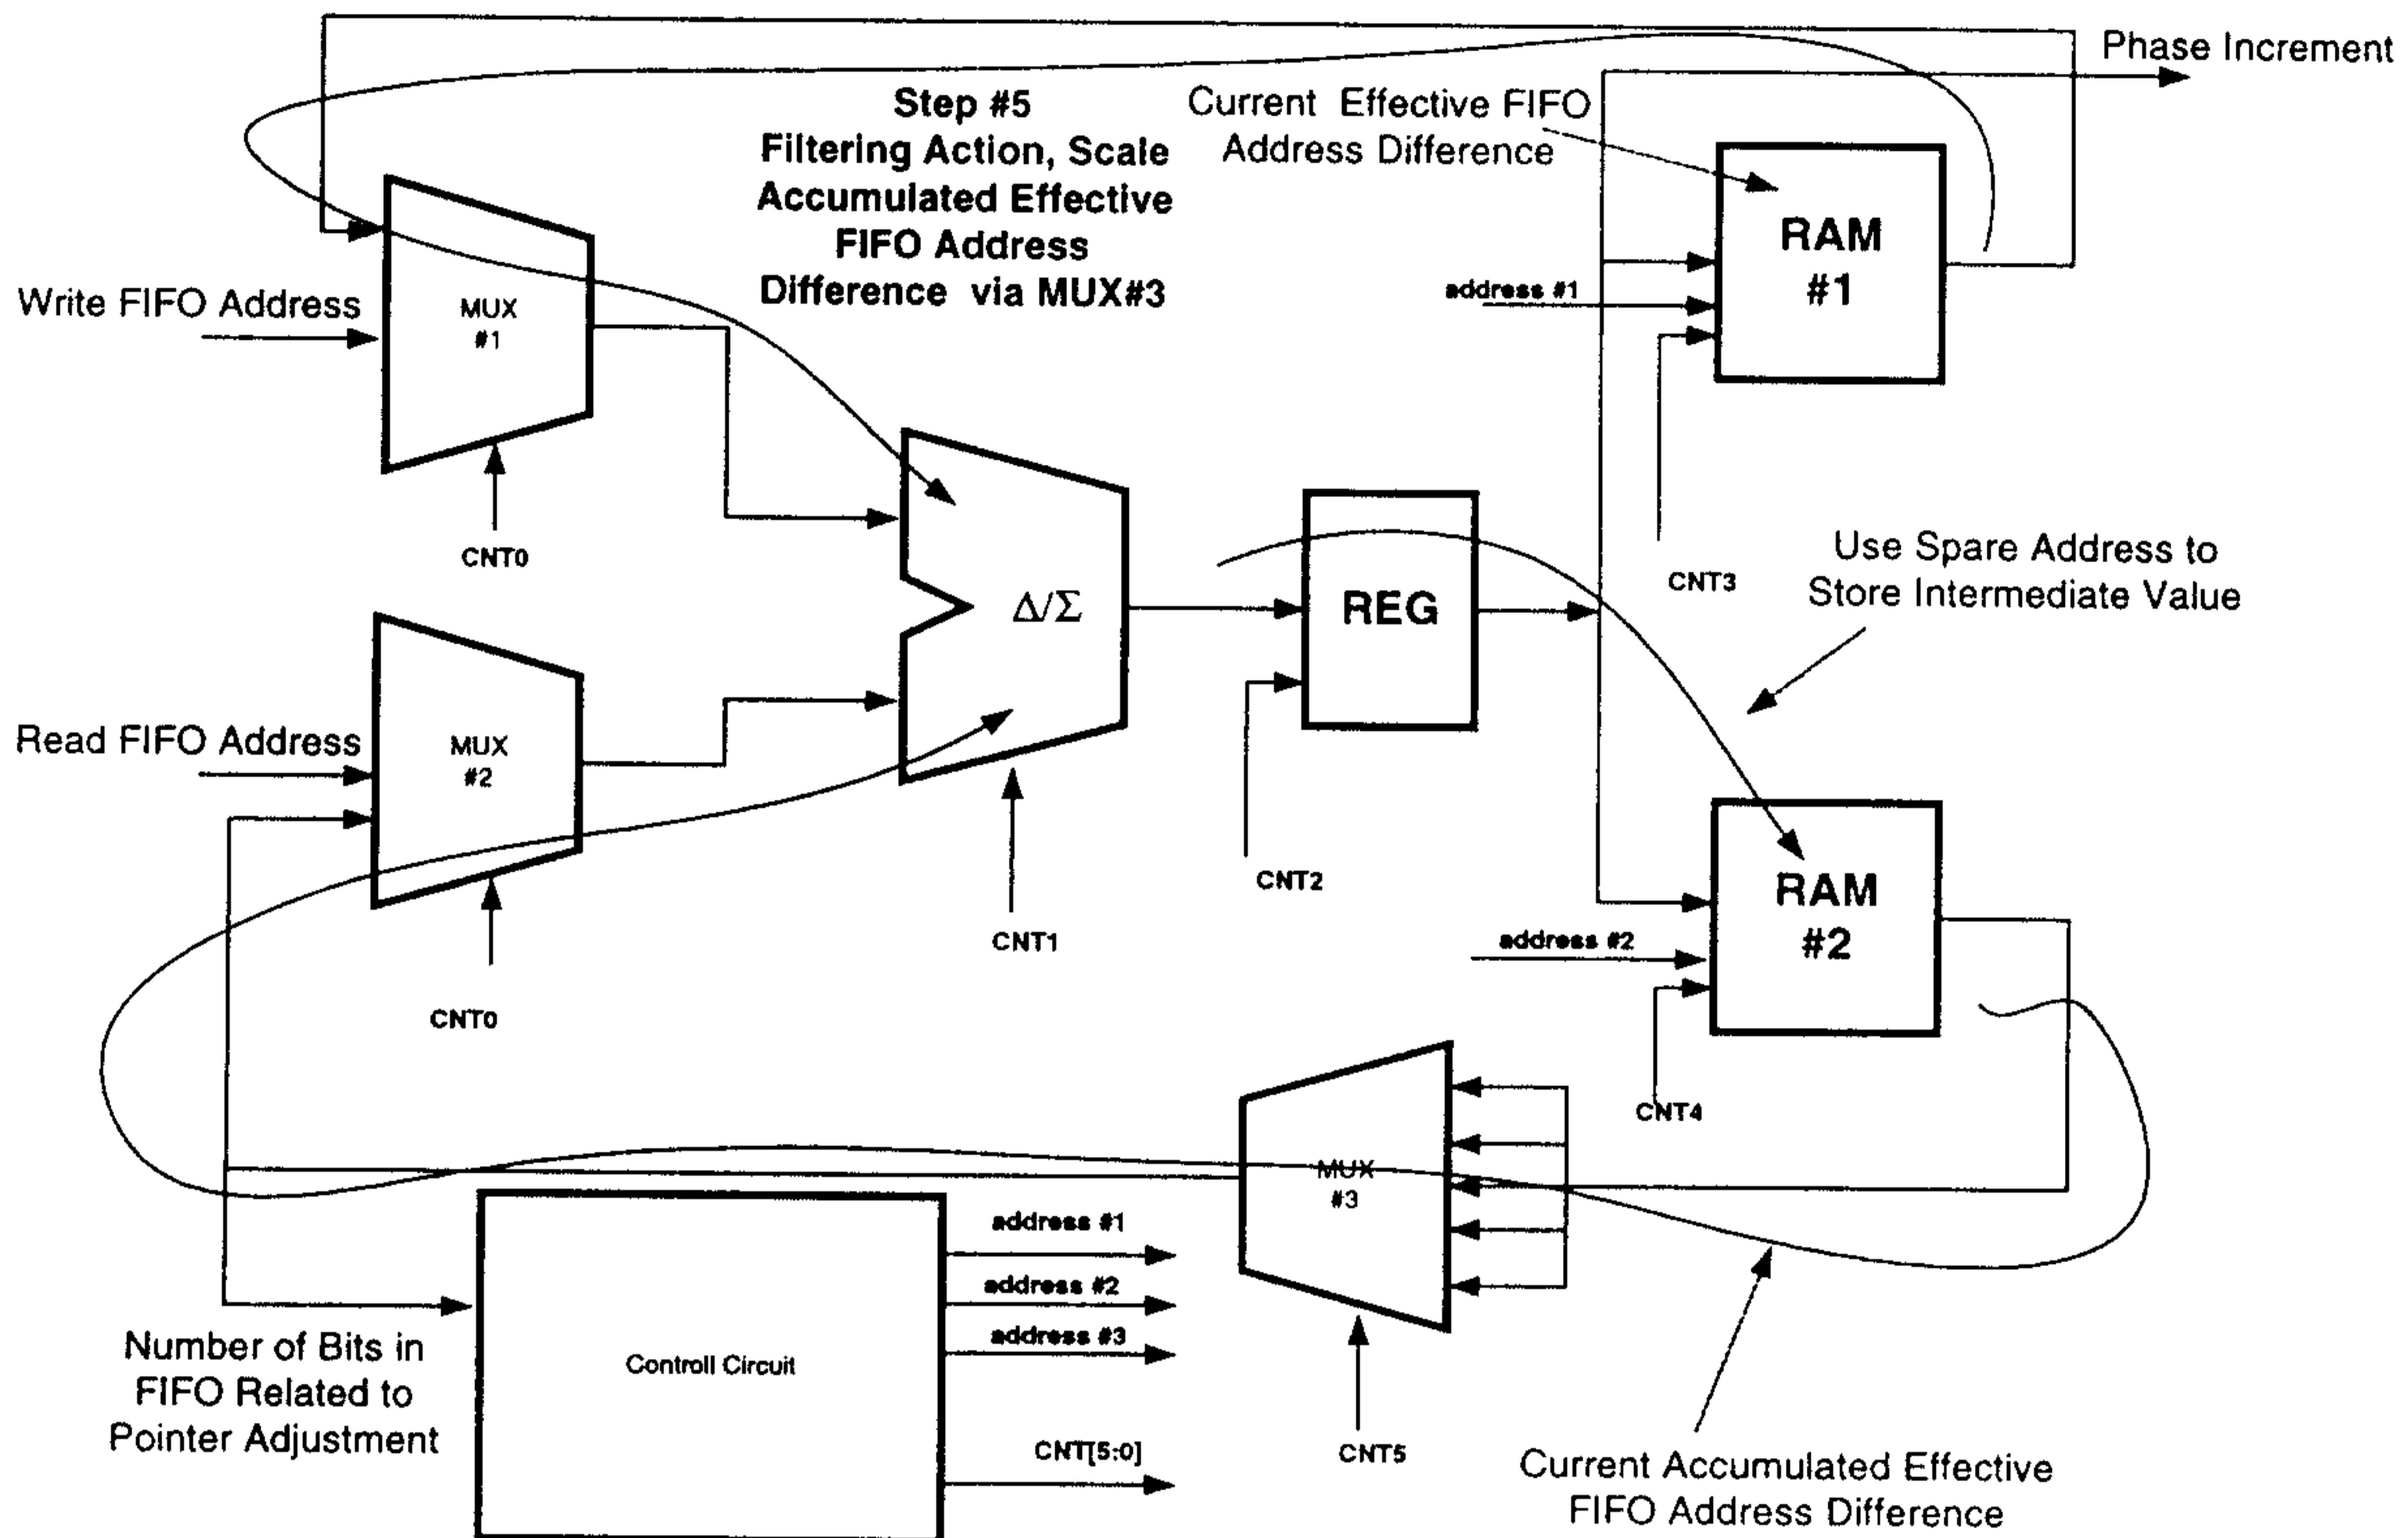 Phase Increment
Step #5
Filtering Action, Scale
Accumulated Effective
FIFO Address
Difference via MUX#3
Current Effective FIFO
Address Difference
RAM
#1
address #1
Write FIFO Address
MUX
#1
CNT0
CNT3
Use Spare Address to
Store Intermediate Value
Δ/Σ
REG
Read FIFO Address
MUX
#2
CNT0
CNT1
CNT2
RAM
#2
address #2
CNT4
MUX
#3
CNT5
address #1
address #2
address #3
CNT[5:0]
Controll Circuit
Number of Bits in
FIFO Related to
Pointer Adjustment
Current Accumulated Effective
FIFO Address Difference